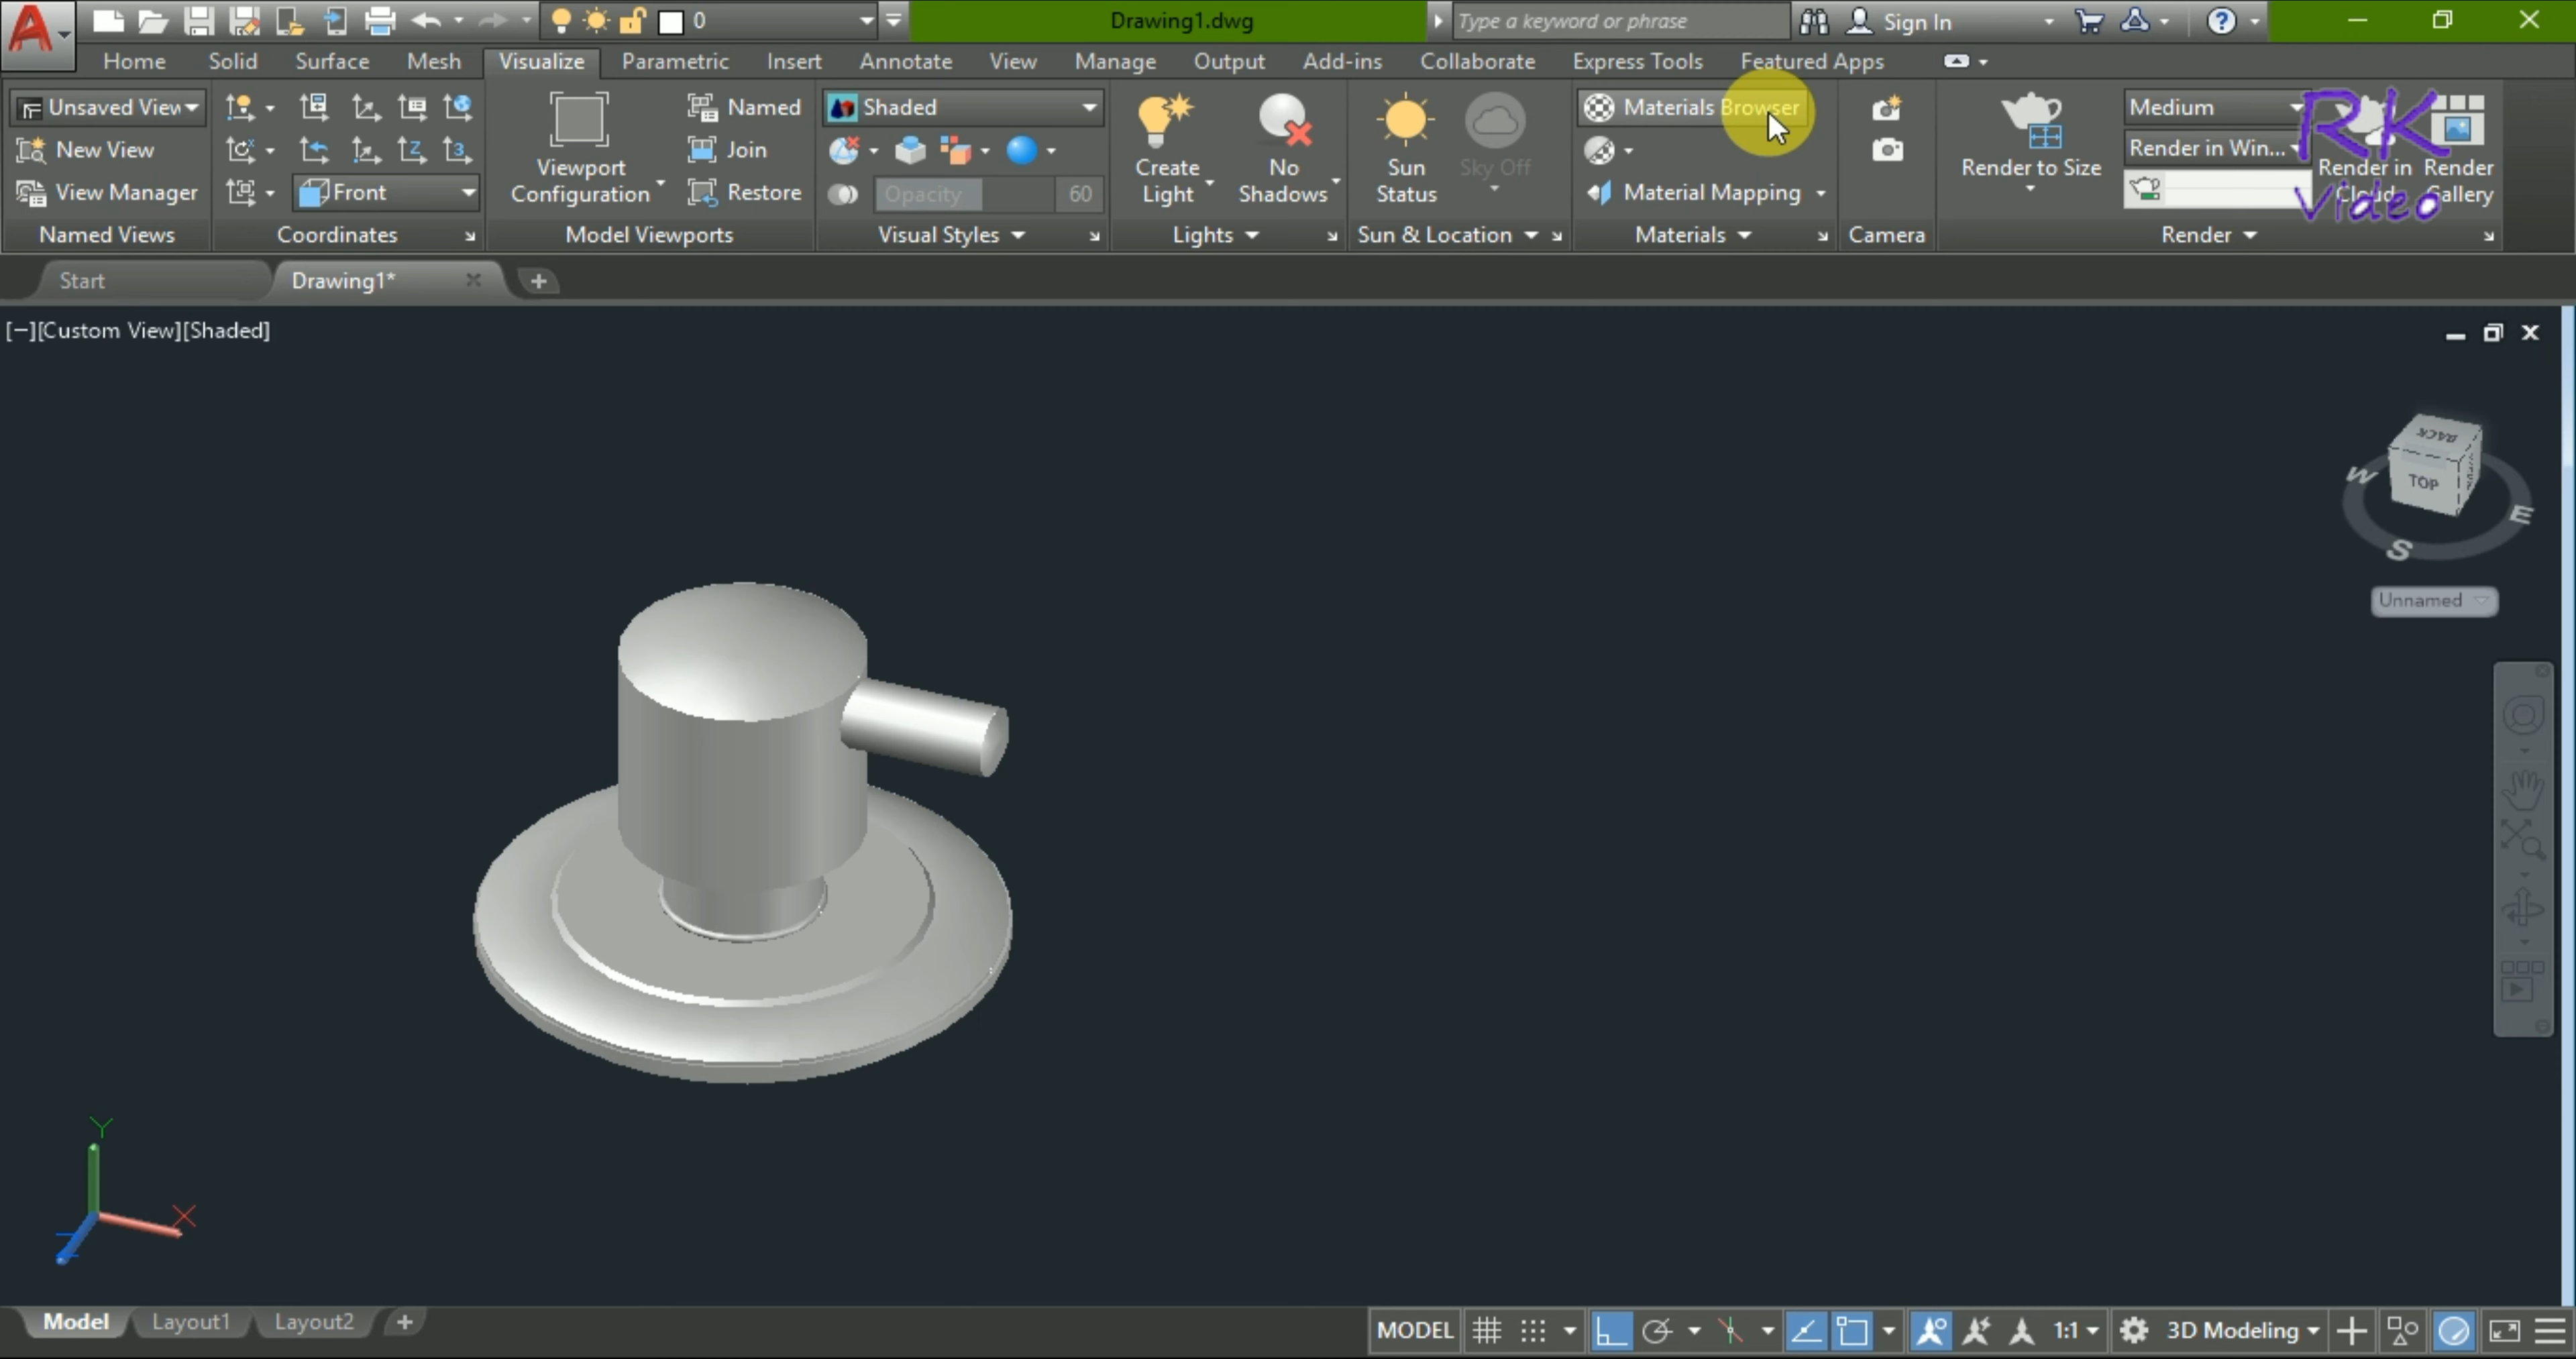 0 Drawing1.dwg Type a keyword or phrase Sign In
Home Solid Surface Mesh Visualize Parametric Insert Annotate View Manage Output Add-ins Collaborate Express Tools Featured Apps
Unsaved View Named Shaded Materials Browser Medium
New View Join Render in Win...
View Manager Front Viewport Configuration Restore Opacity 60 Create Light No Shadows Sun Status Sky Off Material Mapping Render to Size Render in Cloud Render Gallery
RK
Video
Named Views Coordinates Model Viewports Visual Styles Lights Sun & Location Materials Camera Render
Start Drawing1*
[−][Custom View][Shaded]
BACK
TOP
W
E
S
Unnamed
Y
X
Z
Model Layout1 Layout2 MODEL 1:1 3D Modeling